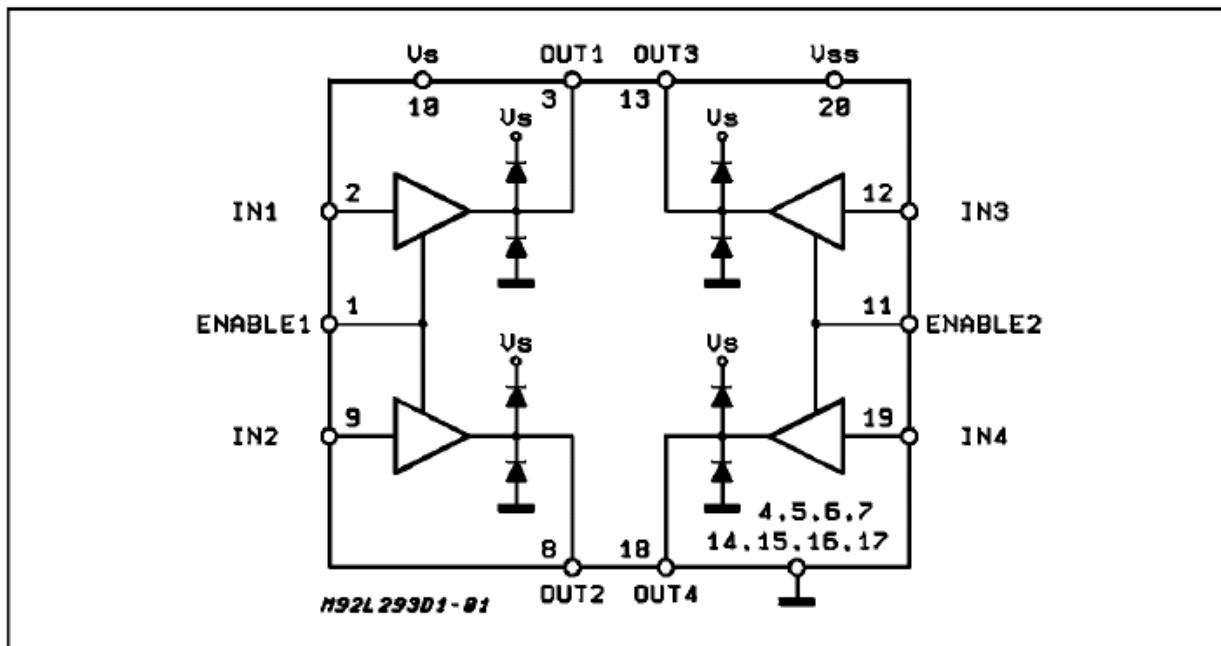 Vs OUT1 OUT3 Vss
10 3 13 20
Vs Vs
IN1 2 12 IN3
ENABLE1 1 11 ENABLE2
Vs Vs
IN2 9 19 IN4
4,5,6,7
8 18 14,15,16,17
M92L293D1-01 OUT2 OUT4